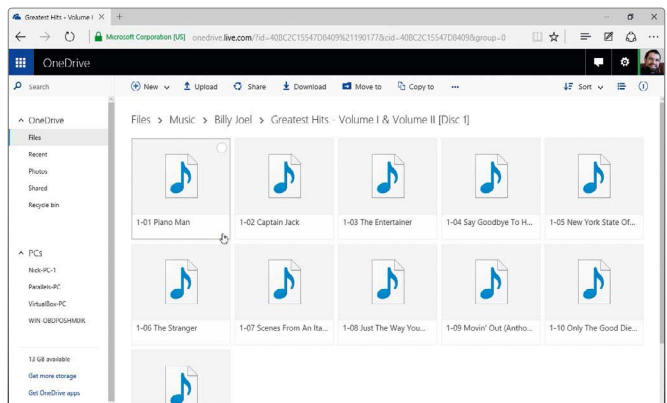 Greatest Hits - Volume I
Microsoft Corporation [US] onedrive.live.com/?id=40BC2C15547D8409%21190177&cid=40BC2C15547D8409&group=0
OneDrive
Search
New
Upload
Share
Download
Move to
Copy to
Sort
OneDrive
Files
Recent
Photos
Shared
Recycle bin
PCs
Nick-PC-1
Parallels-PC
VirtualBox-PC
13 GB available
Get more storage
Get OneDrive apps
Files > Music > Billy Joel > Greatest Hits - Volume I & Volume II [Disc 1]
1-01 Piano Man
1-02 Captain Jack
1-03 The Entertainer
1-04 Say Goodbye To H...
1-05 New York State Of...
1-06 The Stranger
1-07 Scenes From An Ita...
1-08 Just The Way You...
1-09 Movin' Out (Antho...
1-10 Only The Good Die...